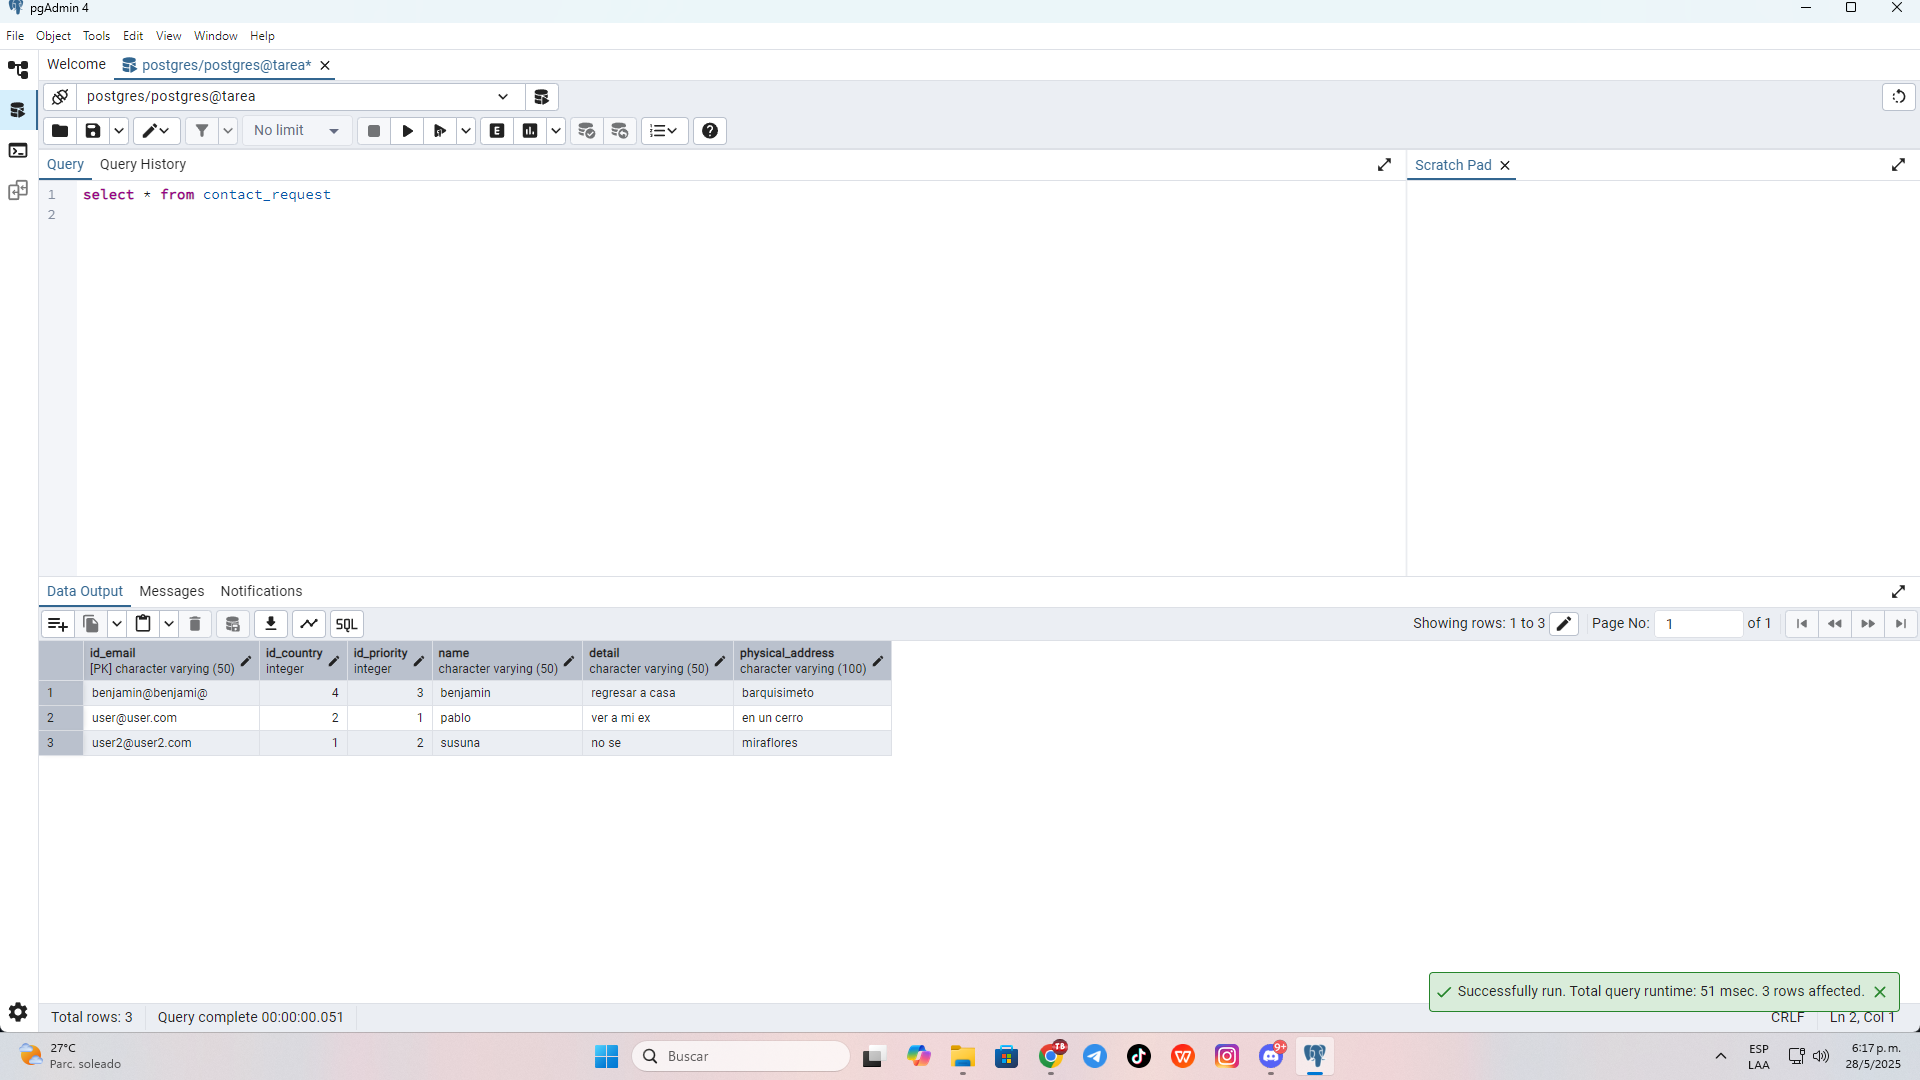 pgAdmin 4
File Object Tools Edit View Window Help
Welcome postgres/postgres@tarea*
postgres/postgres@tarea
No limit
E
Query Query History
Scratch Pad
1 select * from contact_request
2
Data Output Messages Notifications
SQL
Showing rows: 1 to 3 Page No: 1 of 1
id_email id_country id_priority name detail physical_address
[PK] character varying (50) integer integer character varying (50) character varying (50) character varying (100)
1 benjamin@benjami@ 4 3 benjamin regresar a casa barquisimeto
2 user@user.com 2 1 pablo ver a mi ex en un cerro
3 user2@user2.com 1 2 susuna no se miraflores
Successfully run. Total query runtime: 51 msec. 3 rows affected.
Total rows: 3 Query complete 00:00:00.051 CRLF Ln 2, Col 1
27°C
Parc. soleado
Buscar
TB
9+
ESP
LAA
6:17 p. m.
28/5/2025